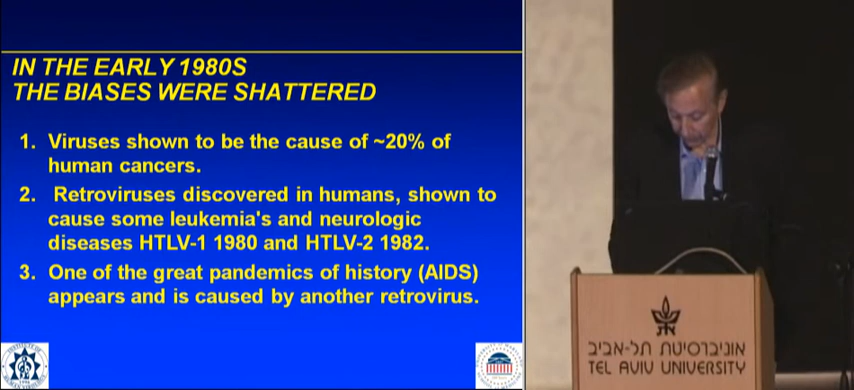 IN THE EARLY 1980S
THE BIASES WERE SHATTERED
1. Viruses shown to be the cause of ~20% of
human cancers.
2. Retroviruses discovered in humans, shown to
cause some leukemia's and neurologic
diseases HTLV-1 1980 and HTLV-2 1982.
3. One of the great pandemics of history (AIDS)
appears and is caused by another retrovirus.
אוניברסיטת תל-אביב
TEL AVIV UNIVERSITY